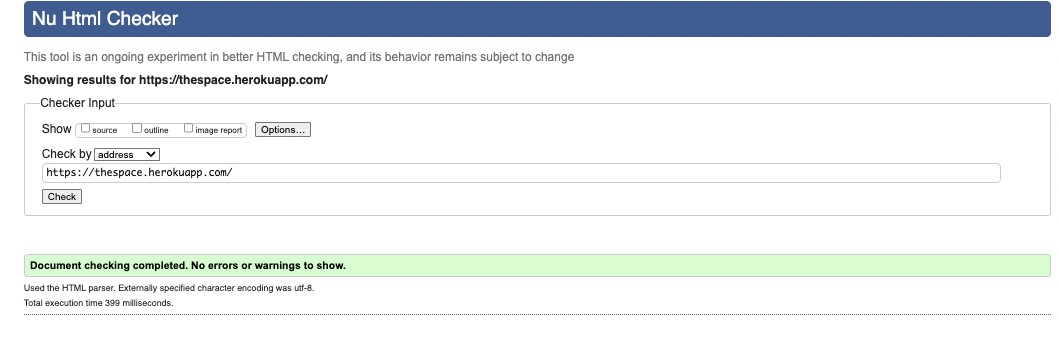 Nu Html Checker
This tool is an ongoing experiment in better HTML checking, and its behavior remains subject to change
Showing results for https://thespace.herokuapp.com/
Checker Input
Show source outline image report Options...
Check by address
https://thespace.herokuapp.com/
Check
Document checking completed. No errors or warnings to show.
Used the HTML parser. Externally specified character encoding was utf-8.
Total execution time 399 milliseconds.